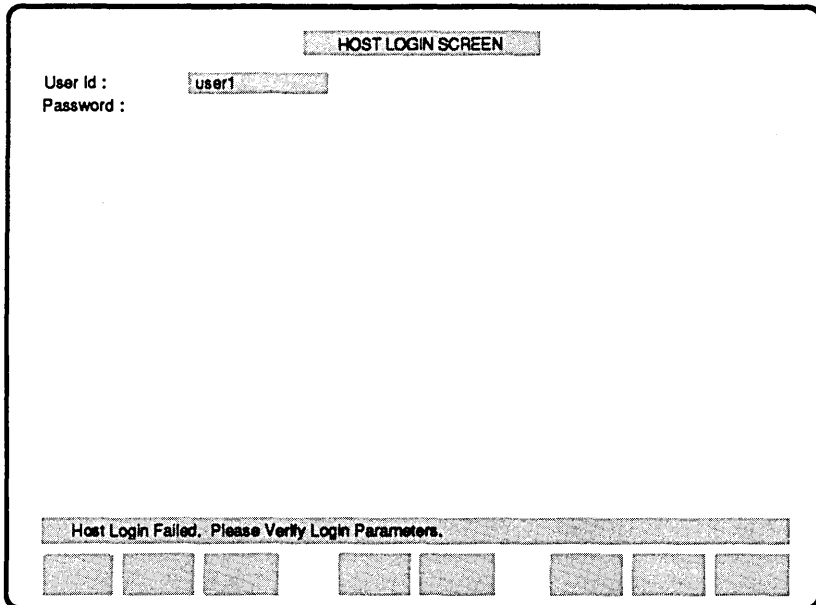 HOST LOGIN SCREEN
User Id : user1
Password :
Host Login Failed. Please Verify Login Parameters.